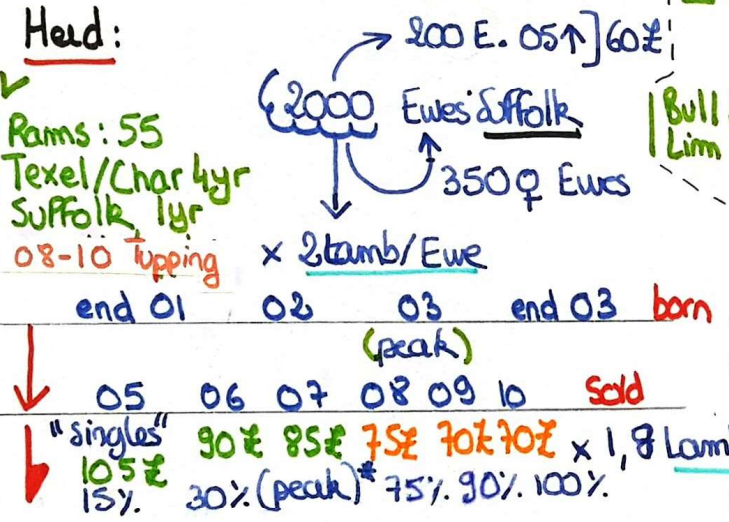 Herd:
200 E. 05↑] 60£
2000 Ewes Suffolk
350♀ Ewes
Rams: 55
Texel/Char 4yr
Suffolk 1yr
08-10 Tupping
x 2 Lamb/Ewe
Bull
Lim
end 01 02 03 end 03 born
(peak)
05 06 07 08 09 10 Sold
"Singles" 90£ 85£ 75£ 70£ 70£ x 1,8 Lam
105£
15% 30% (peak)* 75% 90% 100%